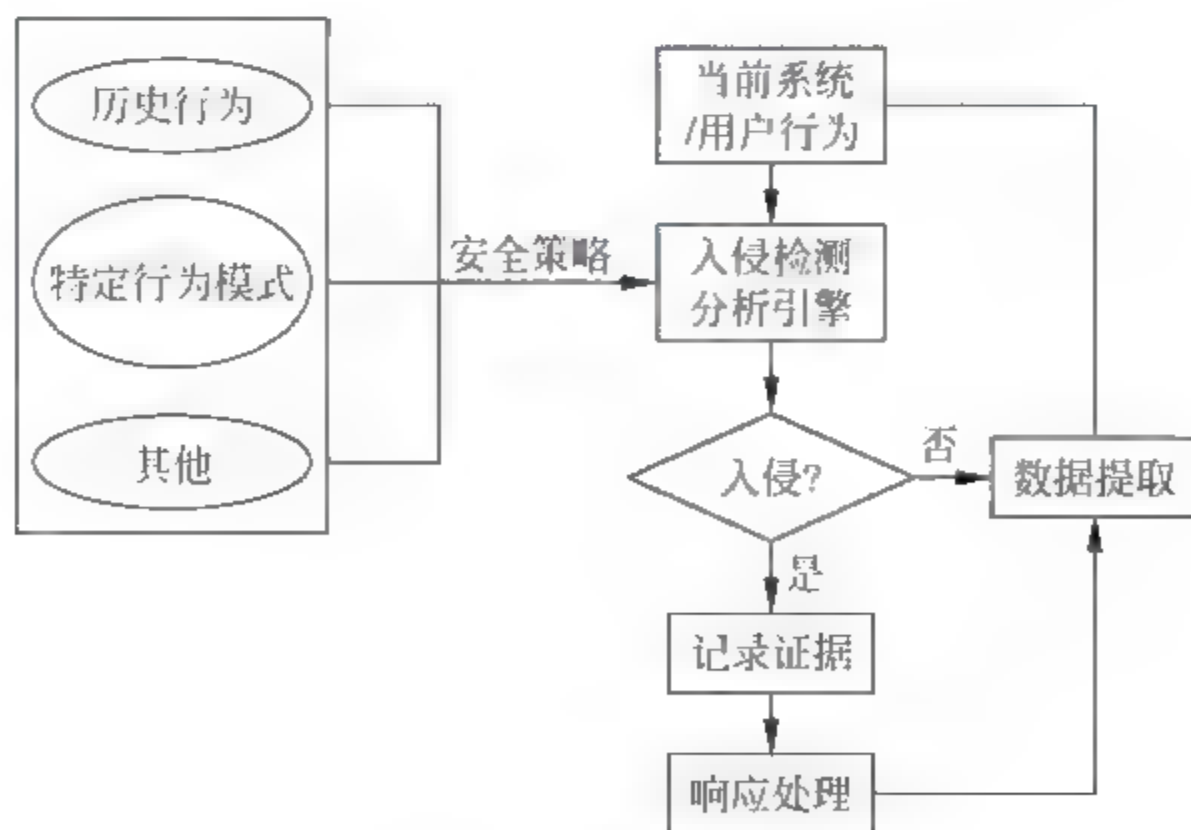 历史行为
特定行为模式
其他
安全策略
当前系统
/用户行为
入侵检测
分析引擎
入侵?
否
数据提取
是
记录证据
响应处理